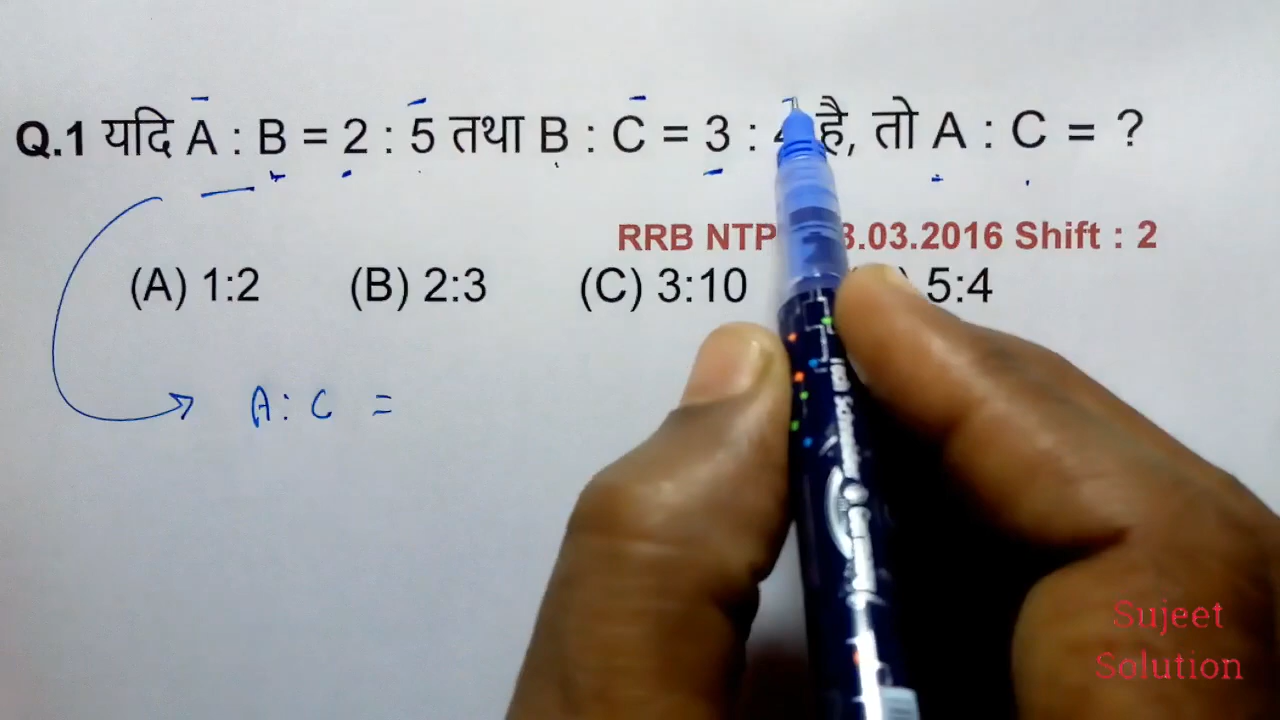 Q.1 यदि A : B = 2 : 5 तथा B : C = 3 : है, तो A : C = ?
RRB NTP 3.03.2016 Shift : 2
(A) 1:2 (B) 2:3 (C) 3:10 ) 5:4
A : C =
Sujeet
Solution